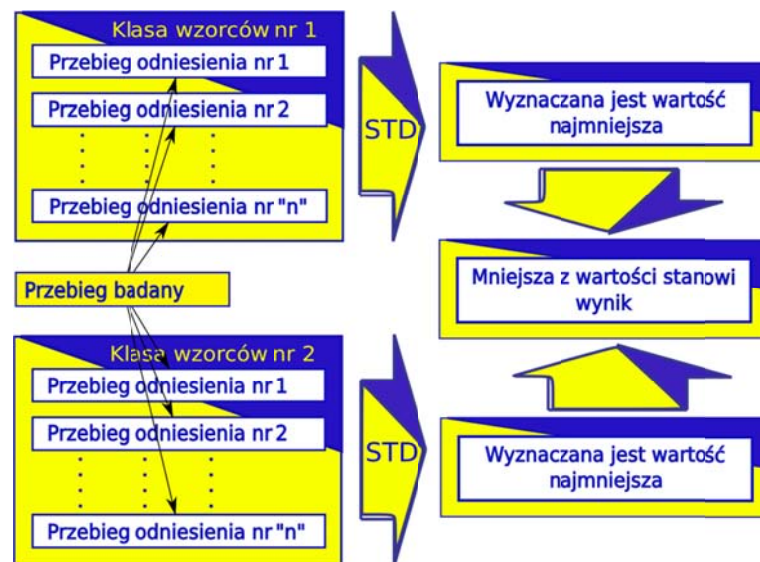 Klasa wzorców nr 1
Przebieg odniesienia nr 1
Przebieg odniesienia nr 2
Przebieg odniesienia nr "n"
STD
Wyznaczana jest wartość
najmniejsza
Przebieg badany
Mniejsza z wartości stanowi
wynik
Klasa wzorców nr 2
Przebieg odniesienia nr 1
Przebieg odniesienia nr 2
Przebieg odniesienia nr "n"
STD
Wyznaczana jest wartość
najmniejsza